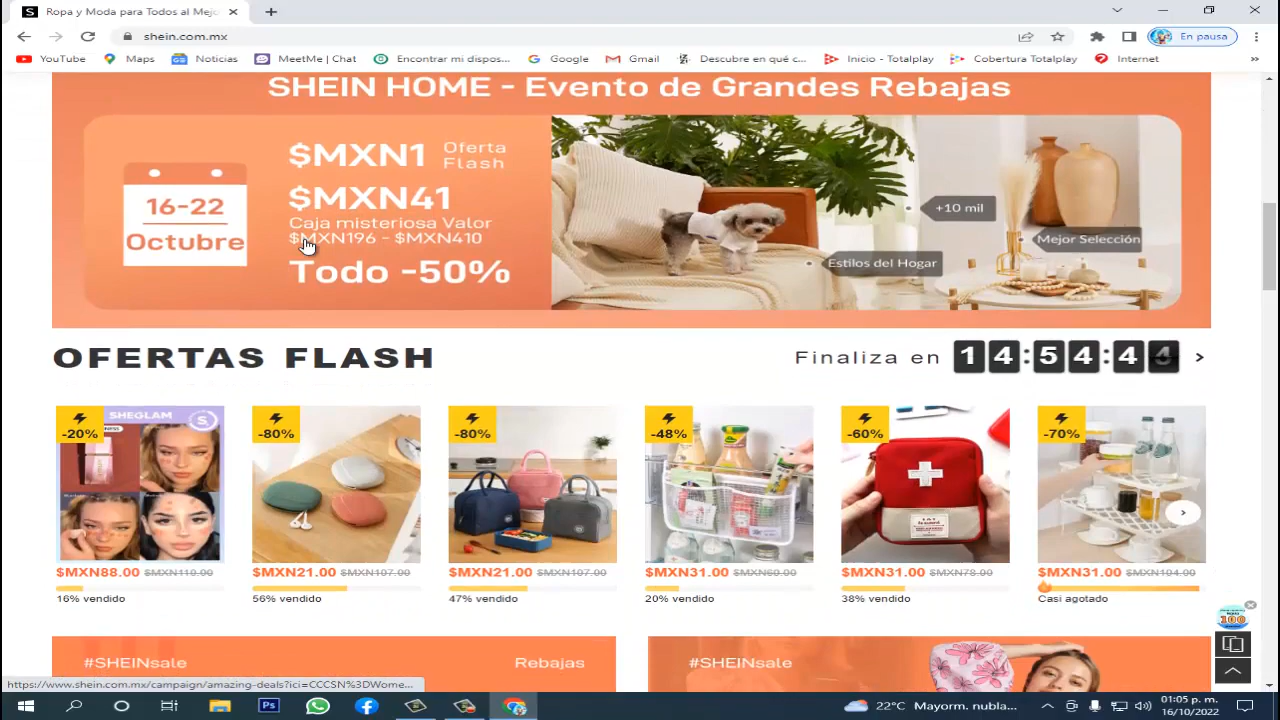 S Ropa y Moda para Todos al Mejo
shein.com.mx
En pausa
YouTube
Maps
Noticias
MeetMe | Chat
Encontrar mi dispos...
Google
Gmail
Descubre en qué c...
Inicio - Totalplay
Cobertura Totalplay
Internet
SHEIN HOME - Evento de Grandes Rebajas
16-22
Octubre
$MXN1 Oferta
Flash
$MXN41
Caja misteriosa Valor
$MXN196 - $MXN410
Todo -50%
+10 mil
Mejor Selección
Estilos del Hogar
OFERTAS FLASH
Finaliza en 14:54:4
-20%
-80%
-80%
-48%
-60%
-70%
SHEGLAM
$MXN88.00 $MXN110.00
$MXN21.00 $MXN107.00
$MXN21.00 $MXN107.00
$MXN31.00 $MXN60.00
$MXN31.00 $MXN78.00
$MXN31.00 $MXN104.00
16% vendido
56% vendido
47% vendido
20% vendido
38% vendido
Casi agotado
100
#SHEINsale
Rebajas
#SHEINsale
https://www.shein.com.mx/campaign/amazing-deals?ici=CCCSN%3DWome...
Ps
22°C Mayorm. nubla...
01:05 p. m.
16/10/2022